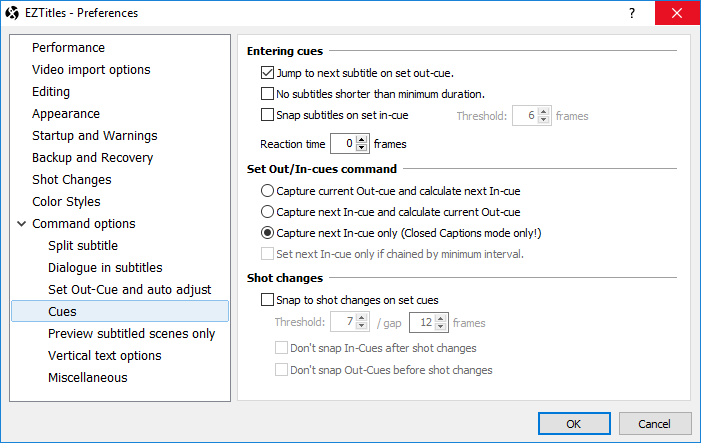 EZTitles - Preferences
Performance
Video import options
Editing
Appearance
Startup and Warnings
Backup and Recovery
Shot Changes
Color Styles
Command options
Split subtitle
Dialogue in subtitles
Set Out-Cue and auto adjust
Cues
Preview subtitled scenes only
Vertical text options
Miscellaneous
Entering cues
Jump to next subtitle on set out-cue.
No subtitles shorter than minimum duration.
Snap subtitles on set in-cue Threshold: 6 frames
Reaction time 0 frames
Set Out/In-cues command
Capture current Out-cue and calculate next In-cue
Capture next In-cue and calculate current Out-cue
Capture next In-cue only (Closed Captions mode only!)
Set next In-cue only if chained by minimum interval.
Shot changes
Snap to shot changes on set cues
Threshold: 7 / gap 12 frames
Don't snap In-Cues after shot changes
Don't snap Out-Cues before shot changes
OK Cancel